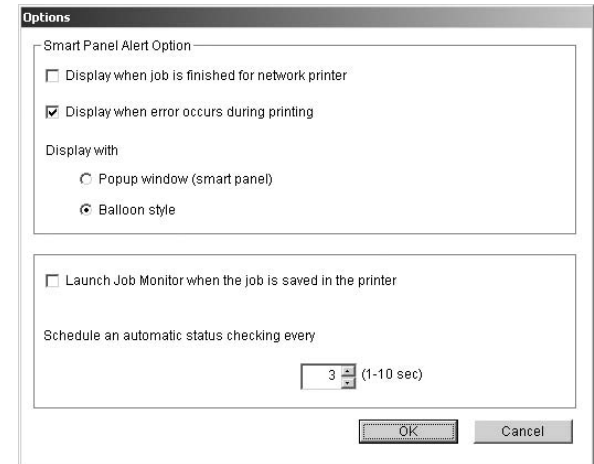 Options
Smart Panel Alert Option
Display when job is finished for network printer
Display when error occurs during printing
Display with
Popup window (smart panel)
Balloon style
Launch Job Monitor when the job is saved in the printer
Schedule an automatic status checking every
3 (1-10 sec)
OK Cancel